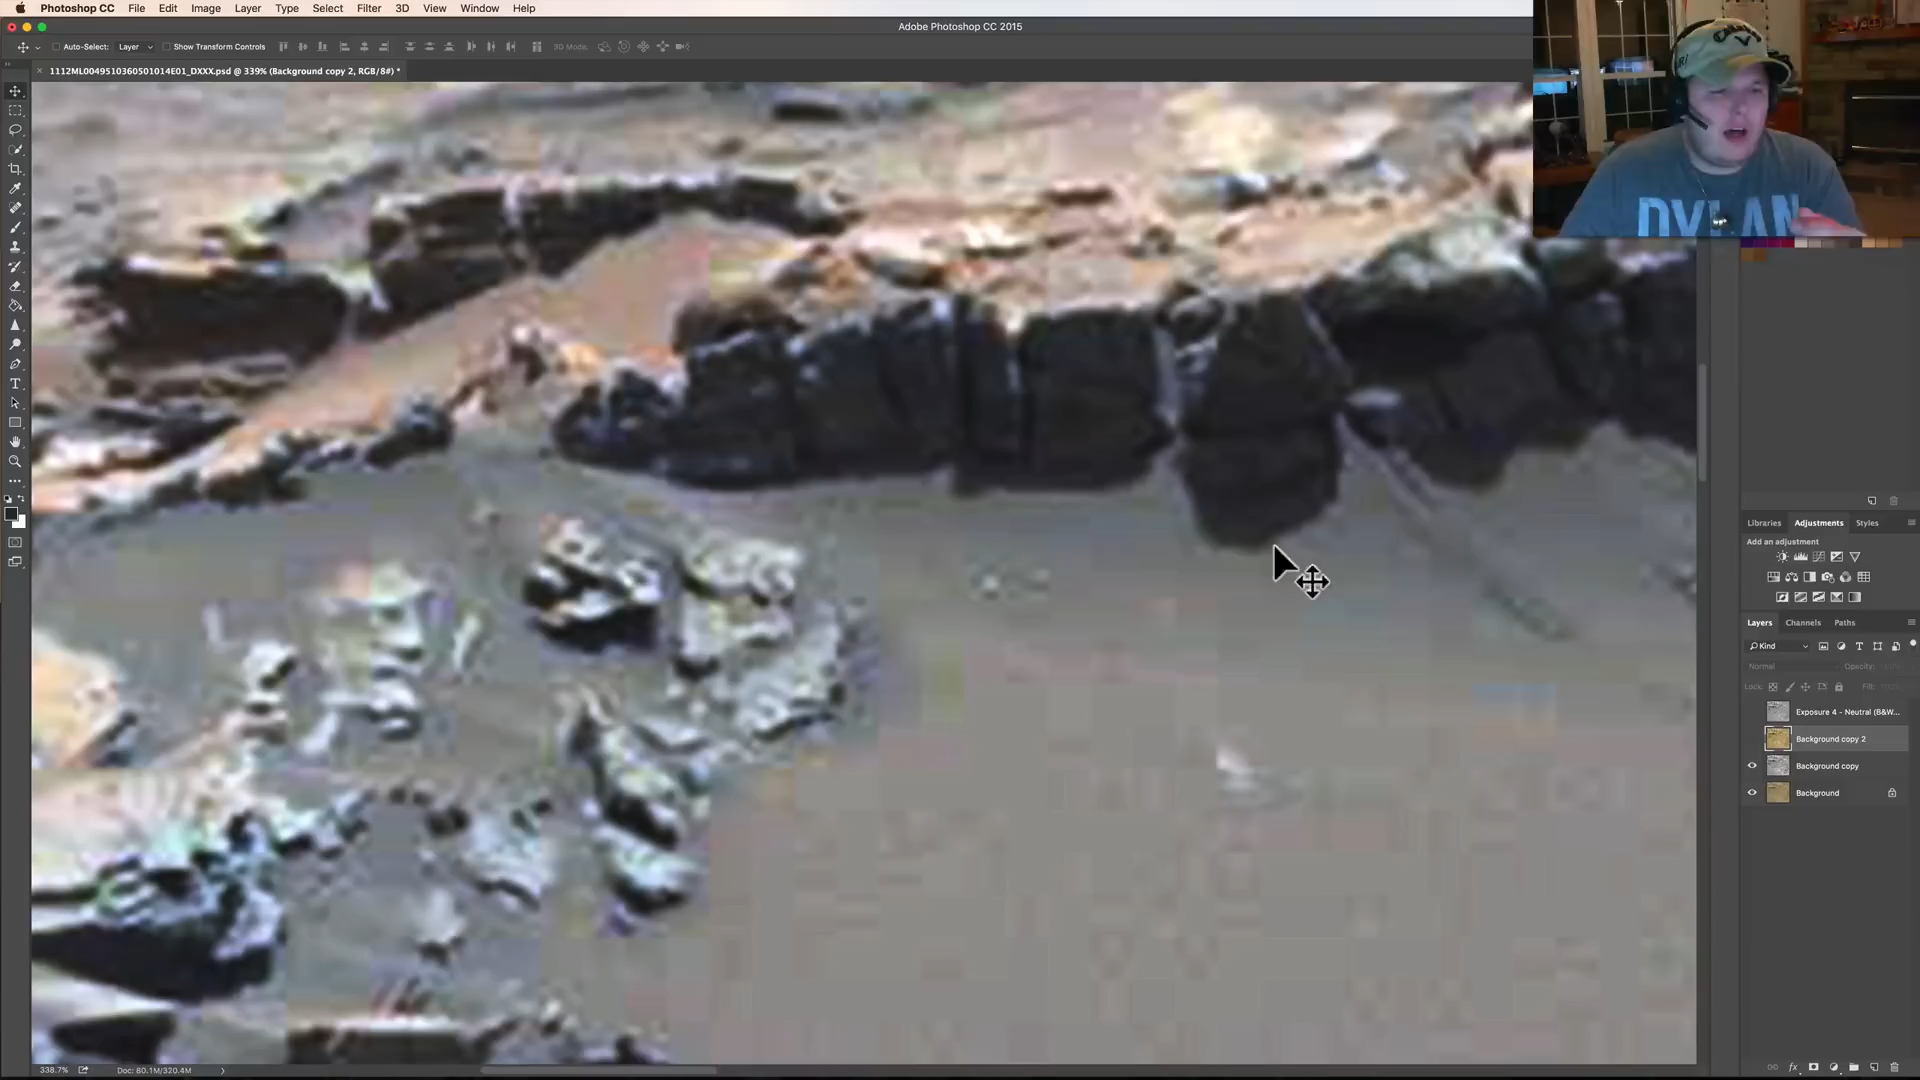 Photoshop CC File Edit Image Layer Type Select Filter 3D View Window Help
Adobe Photoshop CC 2015
Auto-Select: Layer Show Transform Controls 3D Mode:
1112ML0049510360501014E01_DXXX.psd @ 339% (Background copy 2, RGB/8#) *
DYLAN
Libraries Adjustments Styles
Add an adjustment
Layers Channels Paths
Kind
Normal Opacity:
Lock: Fill:
Exposure 4 - Neutral (B&W...
Background copy 2
Background copy
Background
338.7% Doc: 80.1M/320.4M